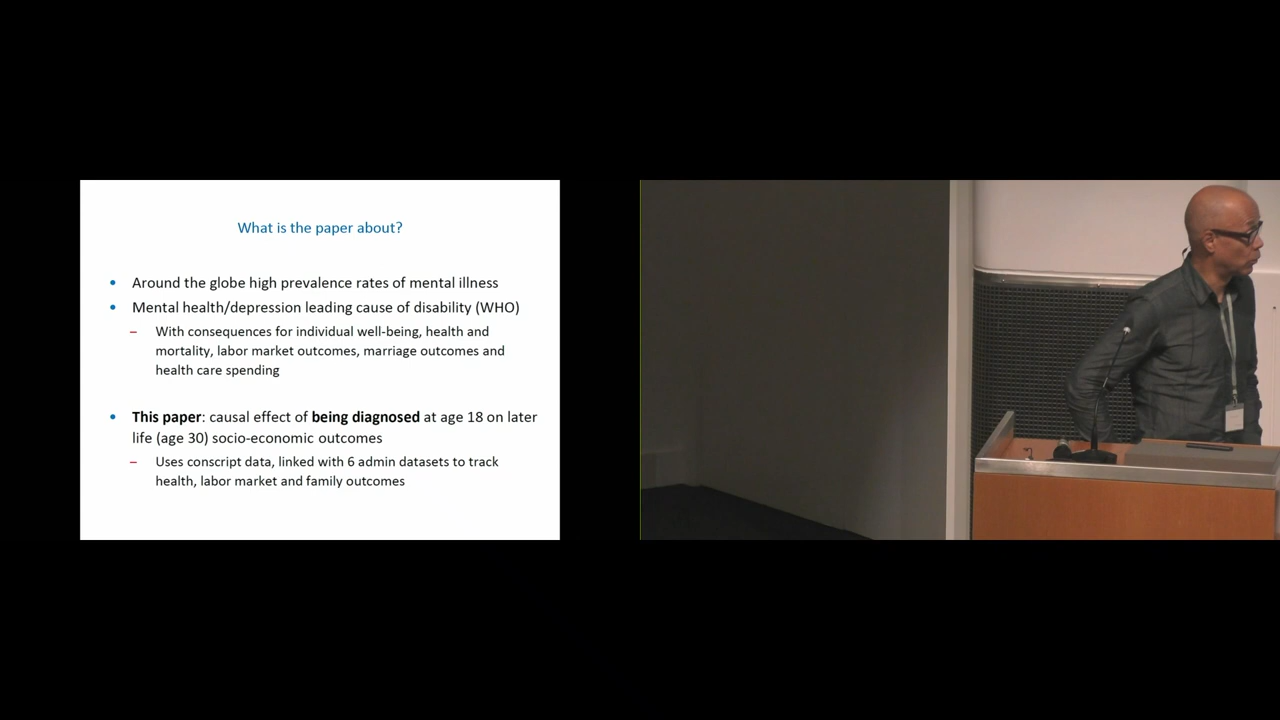 What is the paper about?
• Around the globe high prevalence rates of mental illness
• Mental health/depression leading cause of disability (WHO)
– With consequences for individual well-being, health and
mortality, labor market outcomes, marriage outcomes and
health care spending
• This paper: causal effect of being diagnosed at age 18 on later
life (age 30) socio-economic outcomes
– Uses conscript data, linked with 6 admin datasets to track
health, labor market and family outcomes